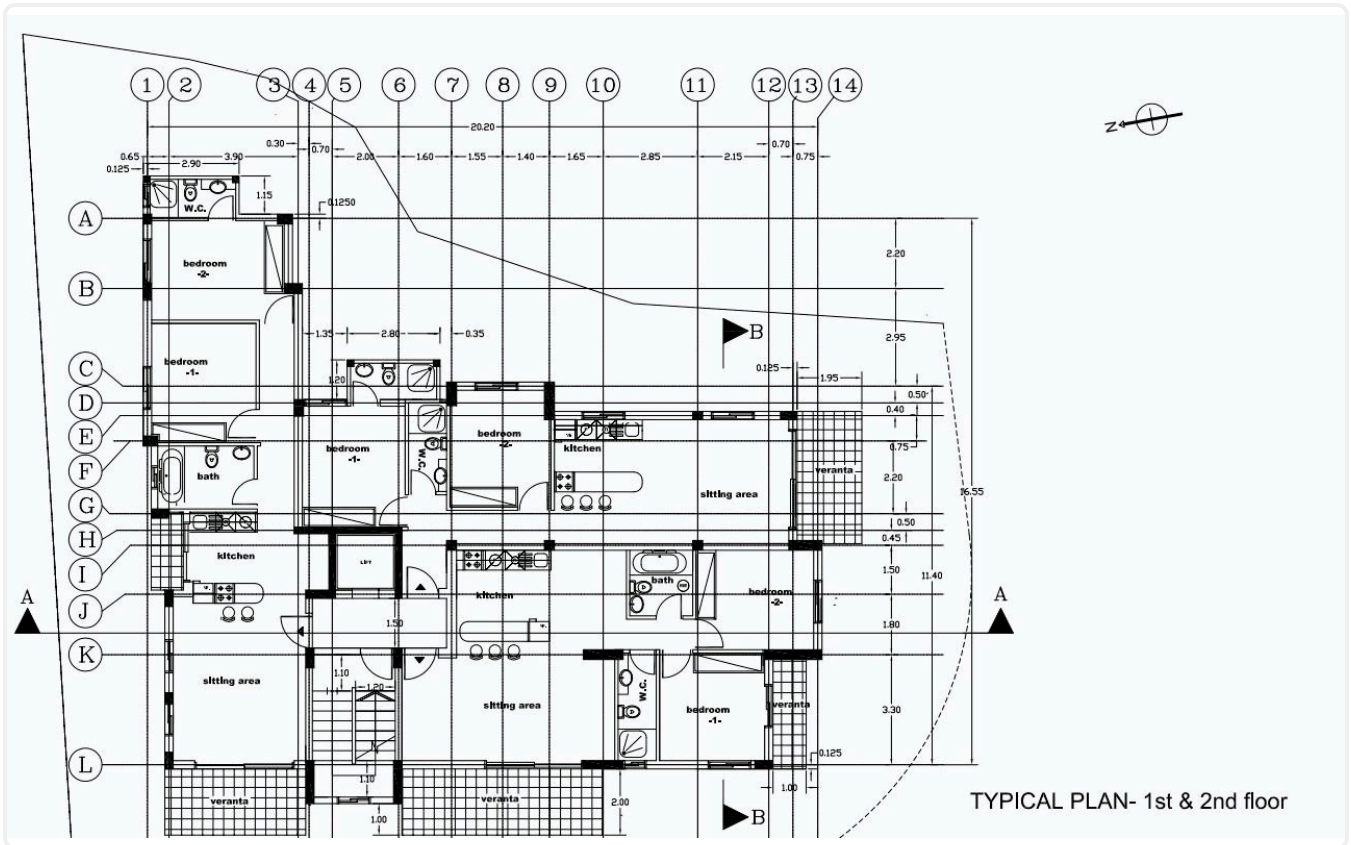 1 2 3 4 5 6 7 8 9 10 11 12 13 14
20.20
0.30 0.70
0.70
0.65 3.90 2.00 1.60 1.55 1.40 1.65 2.85 2.15 0.75
2.90
0.125
1.15
W.C.
0.1250
N
A
bedroom
-2-
2.20
B
1.35 2.80 0.35
B
2.95
bedroom
-1-
C
1.20
0.125
1.95
0.50
D
0.40
E
bedroom
-2-
F
bedroom
-1-
kitchen
0.75
W.C.
bath
veranta
2.20
sitting area
16.55
G
0.50
H
0.45
I
kitchen
LIFT
bath
1.50
11.40
J
kitchen
bedroom
-2-
A
A
1.50
1.80
K
1.10
sitting area
1.20
W.C.
sitting area
bedroom
-1-
veranta
3.30
0.125
L
1.10
1.00
veranta
veranta
2.00
1.00
B
TYPICAL PLAN- 1st & 2nd floor